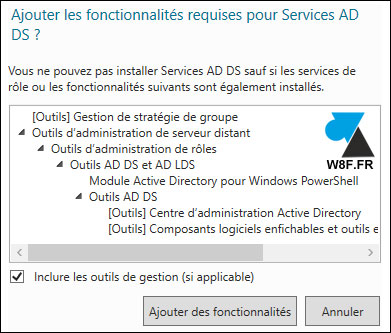 Ajouter les fonctionnalités requises pour Services AD
DS ?
Vous ne pouvez pas installer Services AD DS sauf si les services de
rôle ou les fonctionnalités suivants sont également installés.
[Outils] Gestion de stratégie de groupe
Outils d'administration de serveur distant
Outils d'administration de rôles
Outils AD DS et AD LDS
Module Active Directory pour Windows PowerShell
Outils AD DS
[Outils] Centre d'administration Active Directory
[Outils] Composants logiciels enfichables et outils e
W8F.FR
Inclure les outils de gestion (si applicable)
Ajouter des fonctionnalités
Annuler